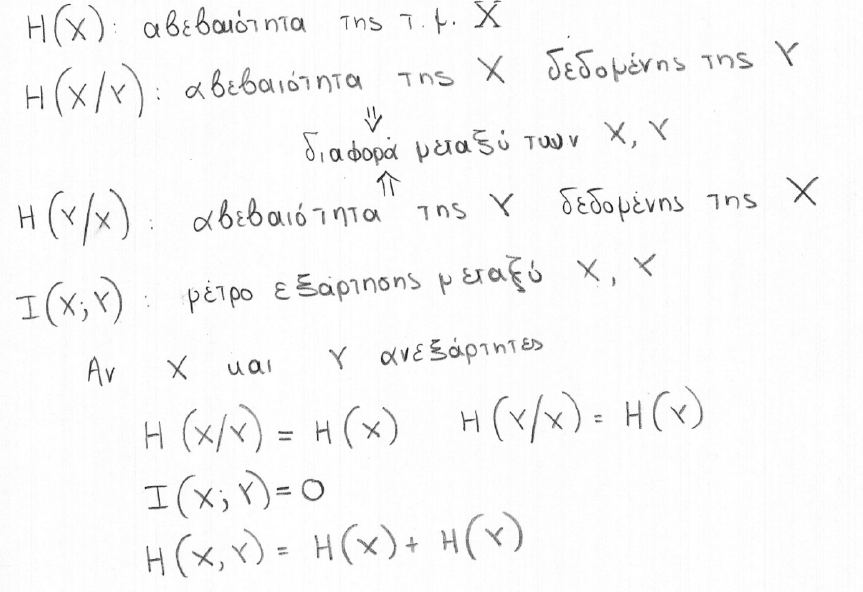 H(X): αβεβαιότητα της τ.μ. X
H(X/Y): αβεβαιότητα της X δεδομένης της Y
⇓
διαφορά μεταξύ των X, Y
⇑
H(Y/X): αβεβαιότητα της Y δεδομένης της X
I(X;Y): μέτρο εξάρτησης μεταξύ X, Y
Αν X και Y ανεξάρτητες
H(X/Y) = H(X) H(Y/X) = H(Y)
I(X;Y)=0
H(X,Y) = H(X)+ H(Y)